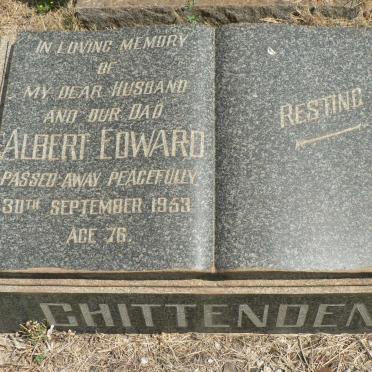 IN LOVING MEMORY
OF
MY DEAR HUSBAND
AND OUR DAD
ALBERT EDWARD
PASSED AWAY PEACEFULLY
30TH SEPTEMBER 1953
AGE 76.
RESTING
CHITTENDEN